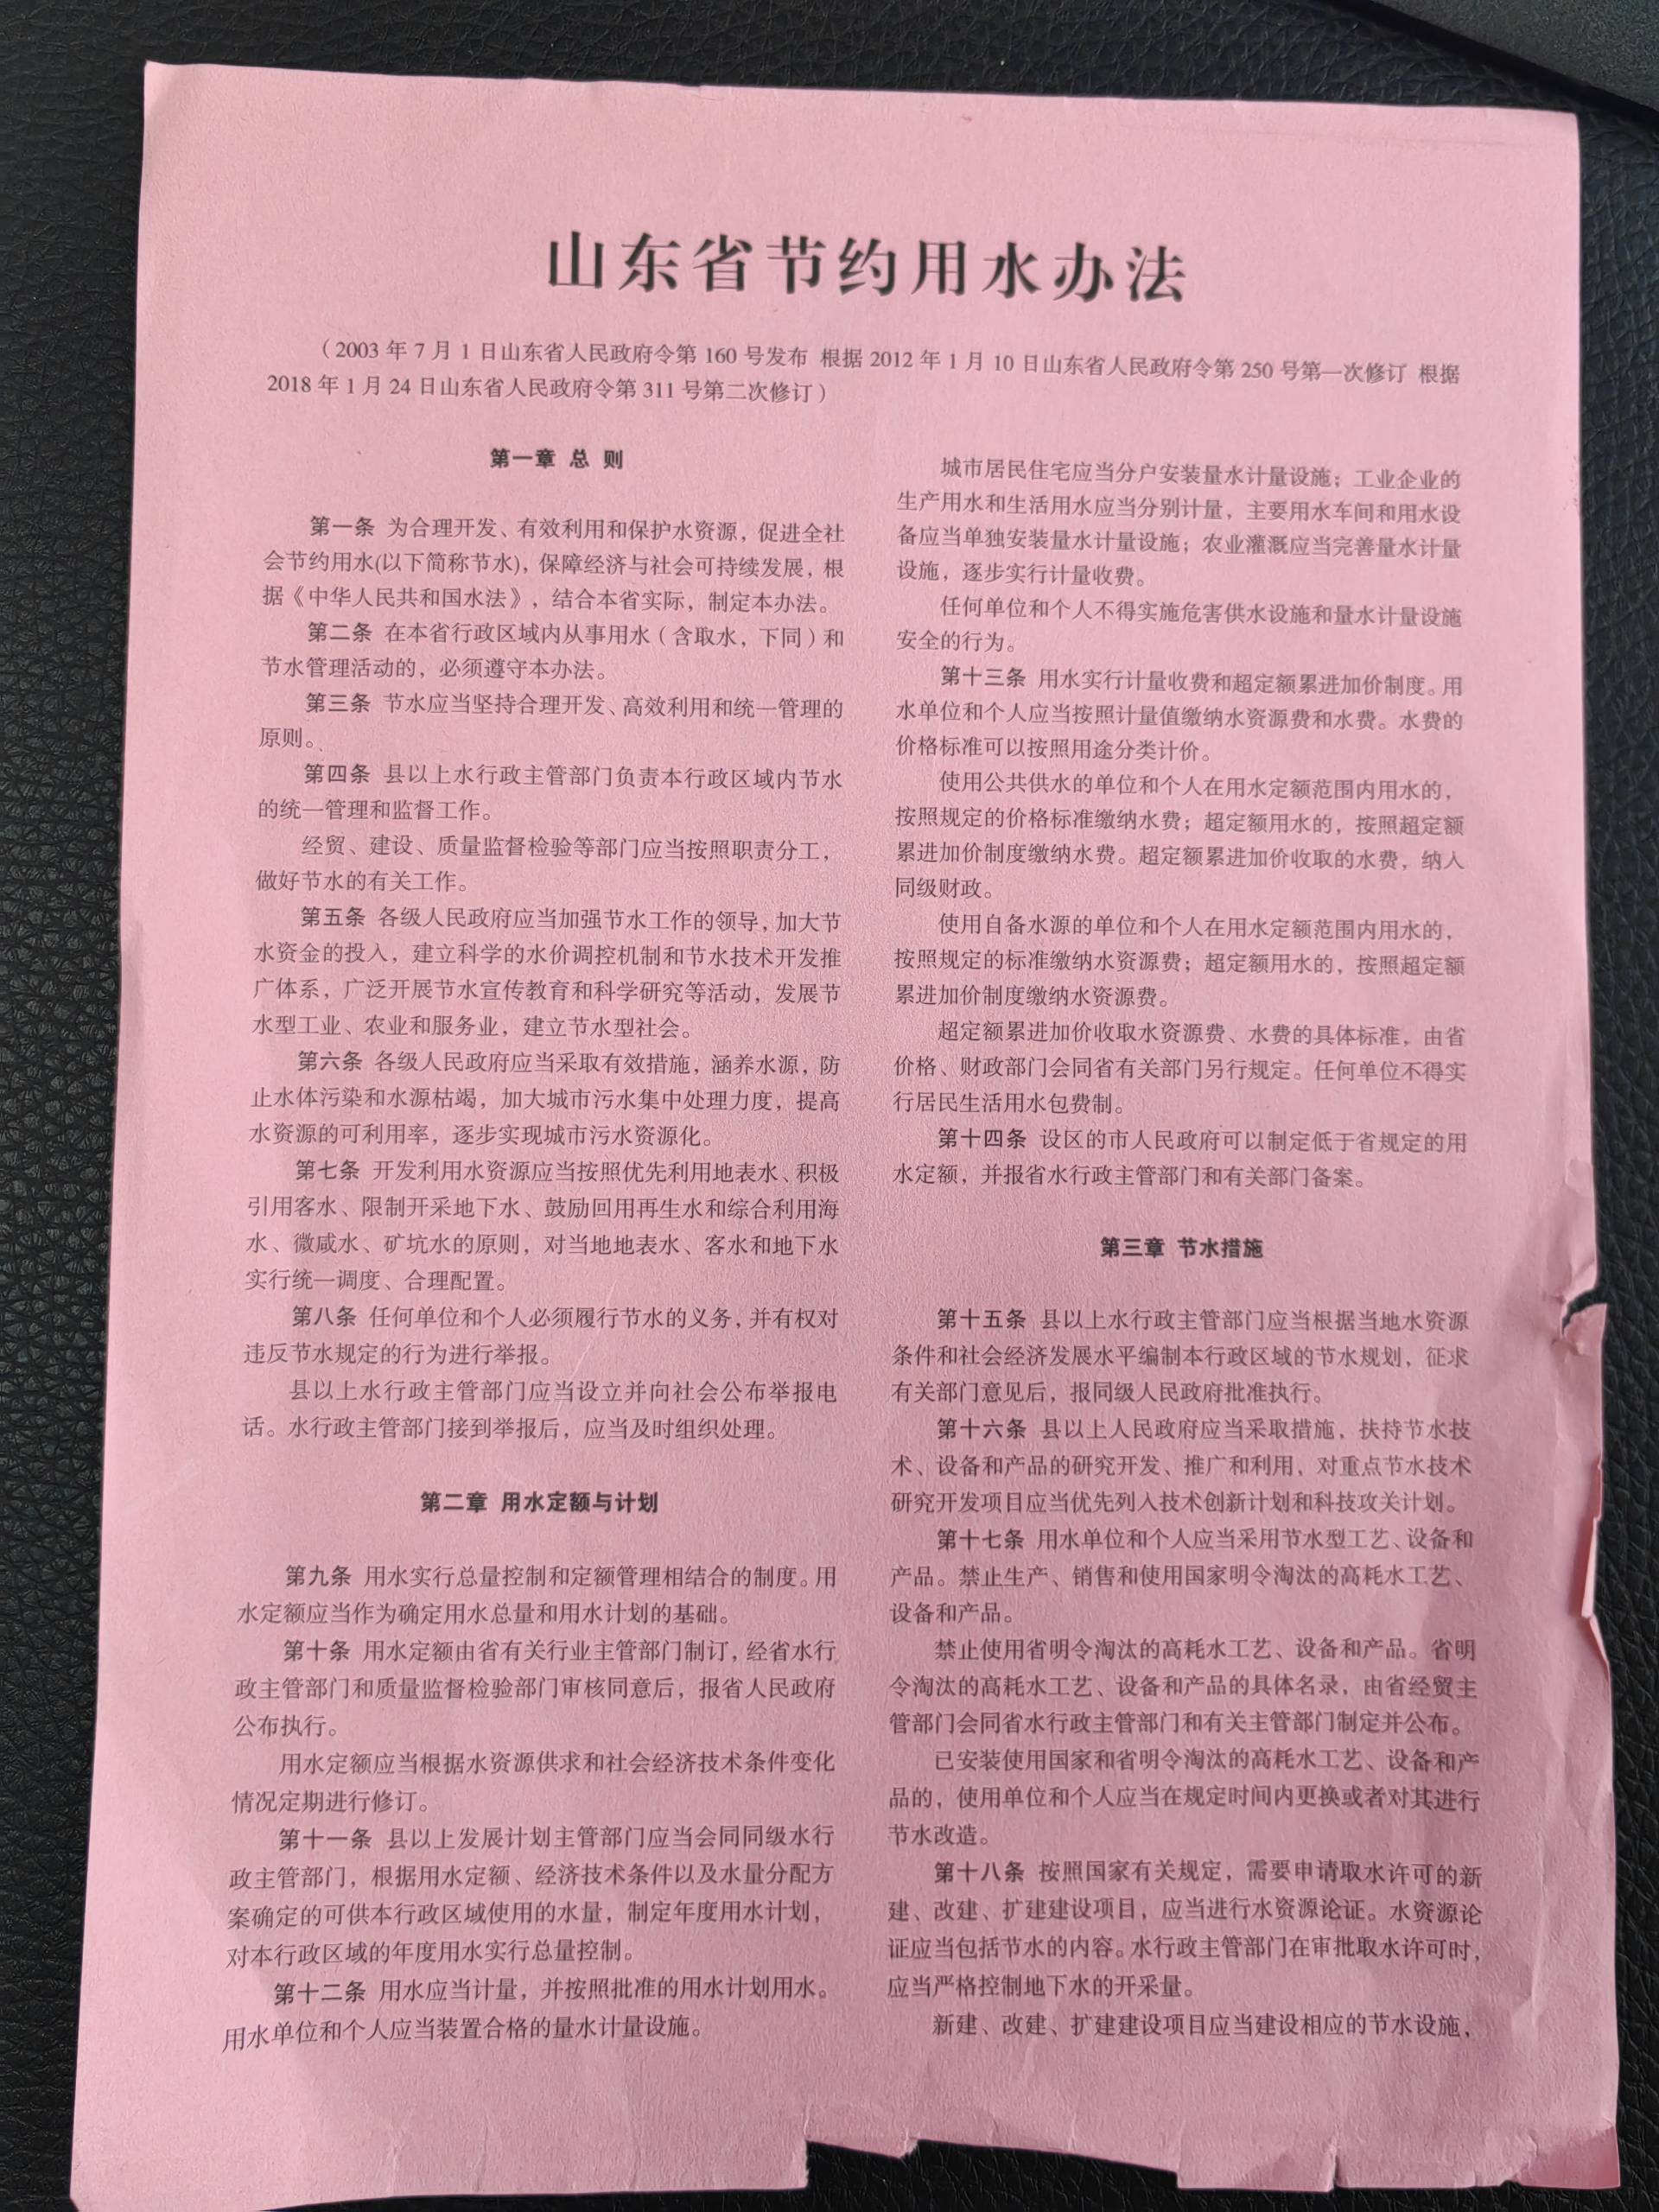 山东省节约用水办法
（2003 年 7 月 1 日山东省人民政府令第 160 号发布 根据 2012 年 1 月 10 日山东省人民政府令第 250 号第一次修订 根据
2018 年 1 月 24 日山东省人民政府令第 311 号第二次修订）
第一章 总 则
第一条 为合理开发、有效利用和保护水资源，促进全社
会节约用水(以下简称节水)，保障经济与社会可持续发展，根
据《中华人民共和国水法》，结合本省实际，制定本办法。
第二条 在本省行政区域内从事用水（含取水，下同）和
节水管理活动的，必须遵守本办法。
第三条 节水应当坚持合理开发、高效利用和统一管理的
原则。
第四条 县以上水行政主管部门负责本行政区域内节水
的统一管理和监督工作。
经贸、建设、质量监督检验等部门应当按照职责分工，
做好节水的有关工作。
第五条 各级人民政府应当加强节水工作的领导，加大节
水资金的投入，建立科学的水价调控机制和节水技术开发推
广体系，广泛开展节水宣传教育和科学研究等活动，发展节
水型工业、农业和服务业，建立节水型社会。
第六条 各级人民政府应当采取有效措施，涵养水源，防
止水体污染和水源枯竭，加大城市污水集中处理力度，提高
水资源的可利用率，逐步实现城市污水资源化。
第七条 开发利用水资源应当按照优先利用地表水、积极
引用客水、限制开采地下水、鼓励回用再生水和综合利用海
水、微咸水、矿坑水的原则，对当地地表水、客水和地下水
实行统一调度、合理配置。
第八条 任何单位和个人必须履行节水的义务，并有权对
违反节水规定的行为进行举报。
县以上水行政主管部门应当设立并向社会公布举报电
话。水行政主管部门接到举报后，应当及时组织处理。
第二章 用水定额与计划
第九条 用水实行总量控制和定额管理相结合的制度。用
水定额应当作为确定用水总量和用水计划的基础。
第十条 用水定额由省有关行业主管部门制订，经省水行
政主管部门和质量监督检验部门审核同意后，报省人民政府
公布执行。
用水定额应当根据水资源供求和社会经济技术条件变化
情况定期进行修订。
第十一条 县以上发展计划主管部门应当会同同级水行
政主管部门，根据用水定额、经济技术条件以及水量分配方
案确定的可供本行政区域使用的水量，制定年度用水计划，
对本行政区域的年度用水实行总量控制。
第十二条 用水应当计量，并按照批准的用水计划用水。
用水单位和个人应当装置合格的量水计量设施。
城市居民住宅应当分户安装量水计量设施；工业企业的
生产用水和生活用水应当分别计量，主要用水车间和用水设
备应当单独安装量水计量设施；农业灌溉应当完善量水计量
设施，逐步实行计量收费。
任何单位和个人不得实施危害供水设施和量水计量设施
安全的行为。
第十三条 用水实行计量收费和超定额累进加价制度。用
水单位和个人应当按照计量值缴纳水资源费和水费。水费的
价格标准可以按照用途分类计价。
使用公共供水的单位和个人在用水定额范围内用水的，
按照规定的价格标准缴纳水费；超定额用水的，按照超定额
累进加价制度缴纳水费。超定额累进加价收取的水费，纳入
同级财政。
使用自备水源的单位和个人在用水定额范围内用水的，
按照规定的标准缴纳水资源费；超定额用水的，按照超定额
累进加价制度缴纳水资源费。
超定额累进加价收取水资源费、水费的具体标准，由省
价格、财政部门会同省有关部门另行规定。任何单位不得实
行居民生活用水包费制。
第十四条 设区的市人民政府可以制定低于省规定的用
水定额，并报省水行政主管部门和有关部门备案。
第三章 节水措施
第十五条 县以上水行政主管部门应当根据当地水资源
条件和社会经济发展水平编制本行政区域的节水规划，征求
有关部门意见后，报同级人民政府批准执行。
第十六条 县以上人民政府应当采取措施，扶持节水技
术、设备和产品的研究开发、推广和利用，对重点节水技术
研究开发项目应当优先列入技术创新计划和科技攻关计划。
第十七条 用水单位和个人应当采用节水型工艺、设备和
产品。禁止生产、销售和使用国家明令淘汰的高耗水工艺、
设备和产品。
禁止使用省明令淘汰的高耗水工艺、设备和产品。省明
令淘汰的高耗水工艺、设备和产品的具体名录，由省经贸主
管部门会同省水行政主管部门和有关主管部门制定并公布。
已安装使用国家和省明令淘汰的高耗水工艺、设备和产
品的，使用单位和个人应当在规定时间内更换或者对其进行
节水改造。
第十八条 按照国家有关规定，需要申请取水许可的新
建、改建、扩建建设项目，应当进行水资源论证。水资源论
证应当包括节水的内容。水行政主管部门在审批取水许可时，
应当严格控制地下水的开采量。
新建、改建、扩建建设项目应当建设相应的节水设施，